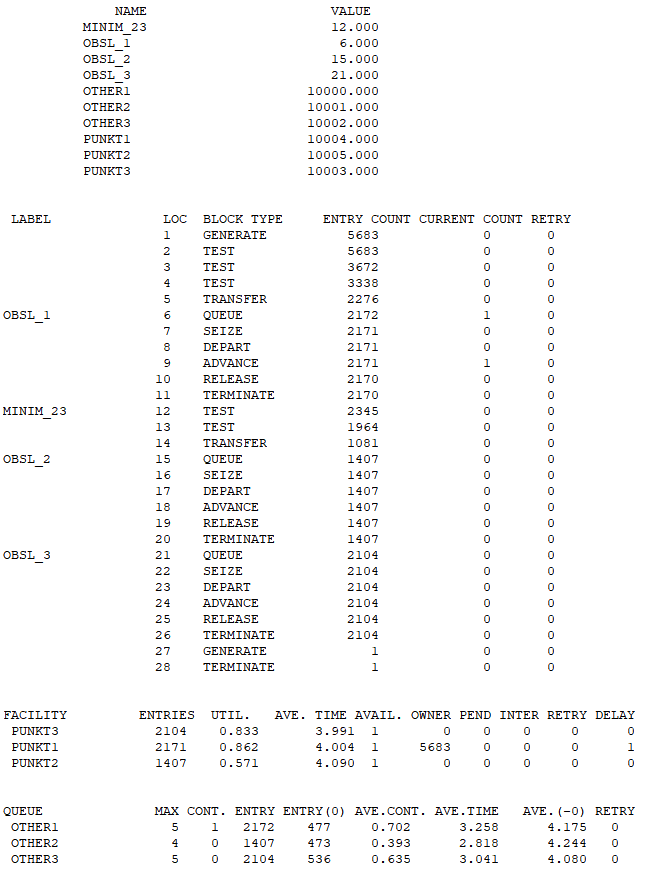 NAME VALUE
MINIM_23 12.000
OBSL_1 6.000
OBSL_2 15.000
OBSL_3 21.000
OTHER1 10000.000
OTHER2 10001.000
OTHER3 10002.000
PUNKT1 10004.000
PUNKT2 10005.000
PUNKT3 10003.000
LABEL LOC BLOCK TYPE ENTRY COUNT CURRENT COUNT RETRY
1 GENERATE 5683 0 0
2 TEST 5683 0 0
3 TEST 3672 0 0
4 TEST 3338 0 0
5 TRANSFER 2276 0 0
OBSL_1 6 QUEUE 2172 1 0
7 SEIZE 2171 0 0
8 DEPART 2171 0 0
9 ADVANCE 2171 1 0
10 RELEASE 2170 0 0
11 TERMINATE 2170 0 0
MINIM_23 12 TEST 2345 0 0
13 TEST 1964 0 0
14 TRANSFER 1081 0 0
OBSL_2 15 QUEUE 1407 0 0
16 SEIZE 1407 0 0
17 DEPART 1407 0 0
18 ADVANCE 1407 0 0
19 RELEASE 1407 0 0
20 TERMINATE 1407 0 0
OBSL_3 21 QUEUE 2104 0 0
22 SEIZE 2104 0 0
23 DEPART 2104 0 0
24 ADVANCE 2104 0 0
25 RELEASE 2104 0 0
26 TERMINATE 2104 0 0
27 GENERATE 1 0 0
28 TERMINATE 1 0 0
FACILITY ENTRIES UTIL. AVE. TIME AVAIL. OWNER PEND INTER RETRY DELAY
PUNKT3 2104 0.833 3.991 1 0 0 0 0 0
PUNKT1 2171 0.862 4.004 1 5683 0 0 0 1
PUNKT2 1407 0.571 4.090 1 0 0 0 0 0
QUEUE MAX CONT. ENTRY ENTRY(0) AVE.CONT. AVE.TIME AVE.(-0) RETRY
OTHER1 5 1 2172 477 0.702 3.258 4.175 0
OTHER2 4 0 1407 473 0.393 2.818 4.244 0
OTHER3 5 0 2104 536 0.635 3.041 4.080 0